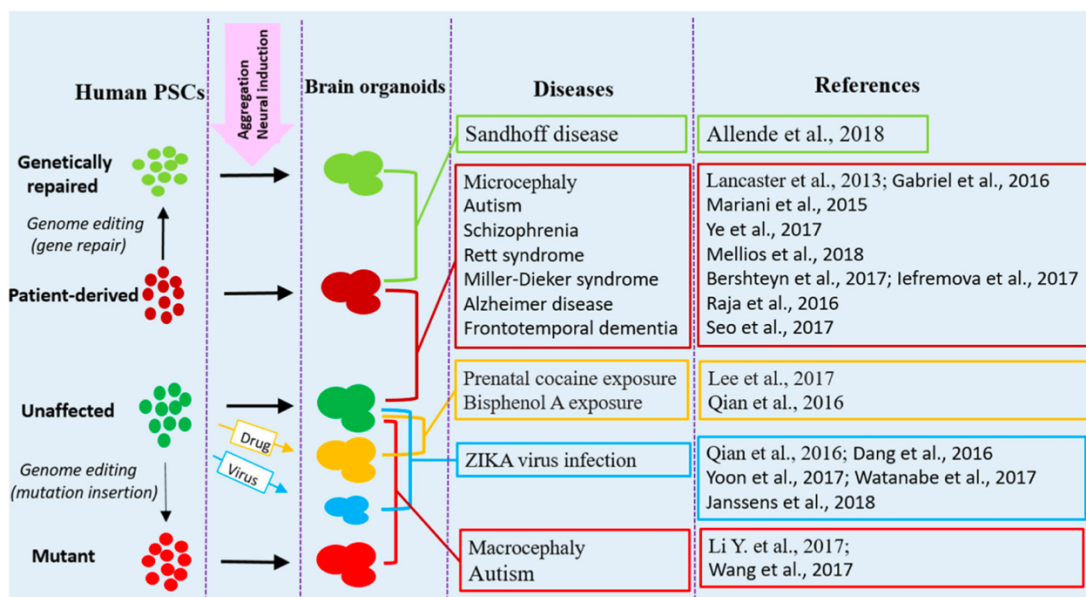 Aggregation
Neural induction
Human PSCs
Brain organoids
Diseases
References
Genetically
repaired
Genome editing
(gene repair)
Patient-derived
Unaffected
Genome editing
(mutation insertion)
Mutant
Drug
Virus
Sandhoff disease
Allende et al., 2018
Microcephaly
Autism
Schizophrenia
Rett syndrome
Miller-Dieker syndrome
Alzheimer disease
Frontotemporal dementia
Lancaster et al., 2013; Gabriel et al., 2016
Mariani et al., 2015
Ye et al., 2017
Mellios et al., 2018
Bershteyn et al., 2017; Iefremova et al., 2017
Raja et al., 2016
Seo et al., 2017
Prenatal cocaine exposure
Bisphenol A exposure
Lee et al., 2017
Qian et al., 2016
ZIKA virus infection
Qian et al., 2016; Dang et al., 2016
Yoon et al., 2017; Watanabe et al., 2017
Janssens et al., 2018
Macrocephaly
Autism
Li Y. et al., 2017;
Wang et al., 2017